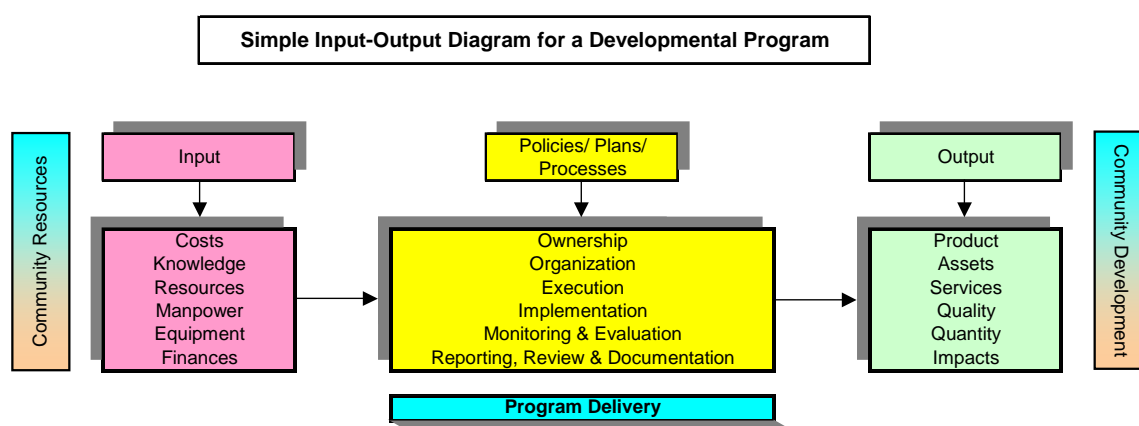 Simple Input-Output Diagram for a Developmental Program
Community Resources
Input
Costs
Knowledge
Resources
Manpower
Equipment
Finances
Policies/ Plans/
Processes
Ownership
Organization
Execution
Implementation
Monitoring & Evaluation
Reporting, Review & Documentation
Program Delivery
Output
Product
Assets
Services
Quality
Quantity
Impacts
Community Development